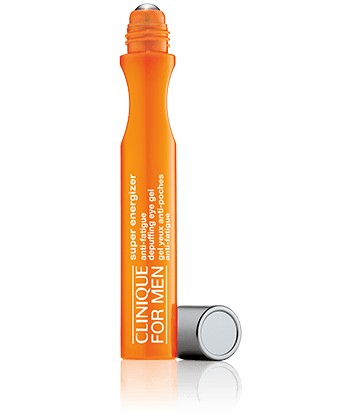 super energizer
anti-fatigue
depuffing eye gel
gel yeux anti-poches
anti-fatigue
CLINIQUE
FOR MEN